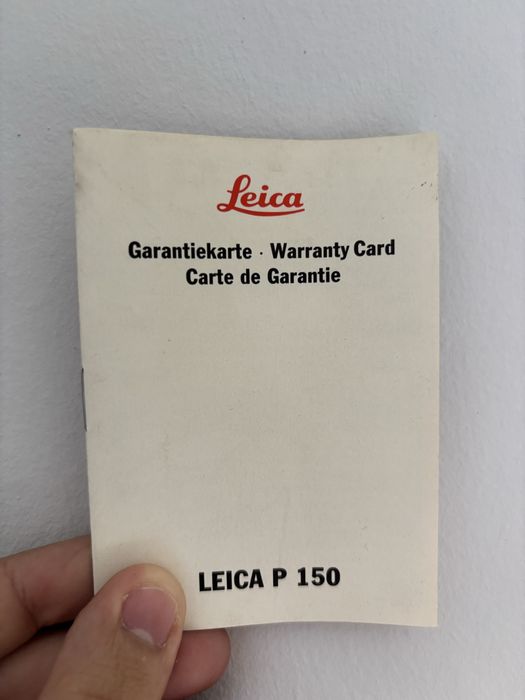 Leica
Garantiekarte · Warranty Card
Carte de Garantie
LEICA P 150